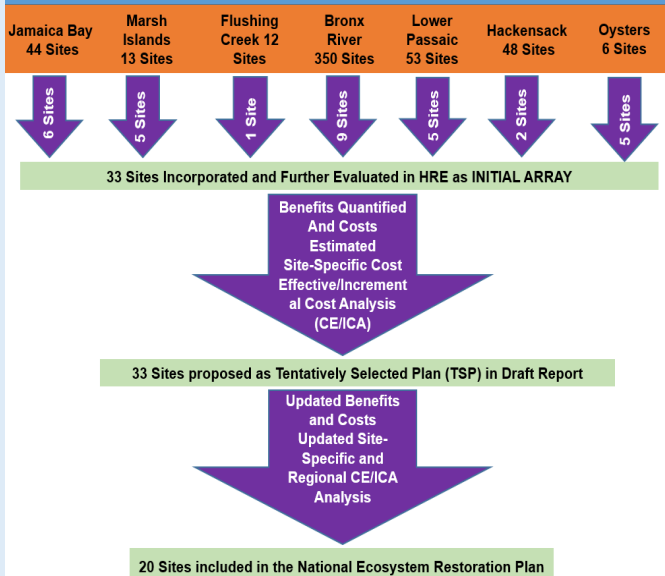 Jamaica Bay
44 Sites
Marsh
Islands
13 Sites
Flushing
Creek 12
Sites
Bronx
River
350 Sites
Lower
Passaic
53 Sites
Hackensack
48 Sites
Oysters
6 Sites
6 Sites
5 Sites
1 Site
9 Sites
5 Sites
2 Sites
5 Sites
33 Sites Incorporated and Further Evaluated in HRE as INITIAL ARRAY
Benefits Quantified
And Costs
Estimated
Site-Specific Cost
Effective/Increment
al Cost Analysis
(CE/ICA)
33 Sites proposed as Tentatively Selected Plan (TSP) in Draft Report
Updated Benefits
and Costs
Updated Site-
Specific and
Regional CE/ICA
Analysis
20 Sites included in the National Ecosystem Restoration Plan